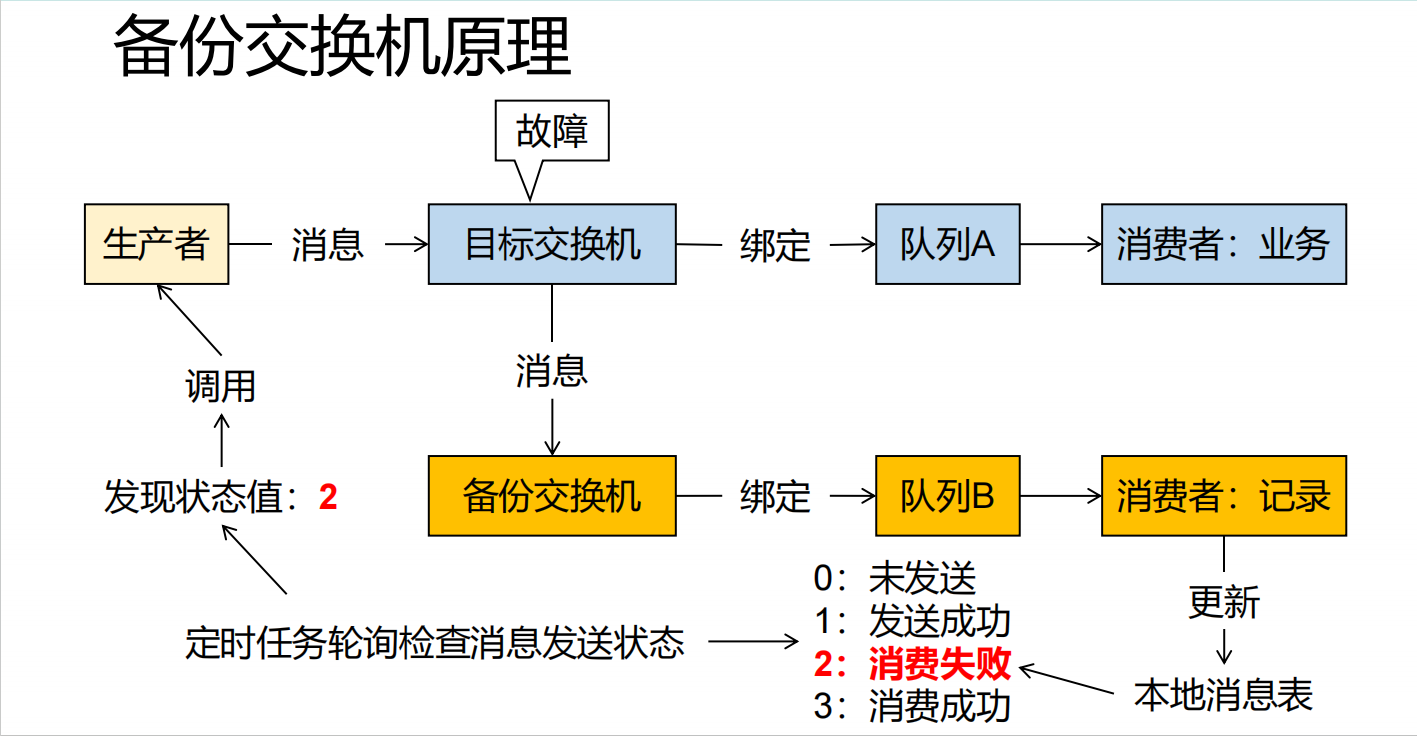 备份交换机原理
故障
生产者
消息
目标交换机
绑定
队列A
消费者：业务
消息
调用
发现状态值：2
备份交换机
绑定
队列B
消费者：记录
0：未发送
1：发送成功
2：消费失败
3：消费成功
更新
定时任务轮询检查消息发送状态
本地消息表